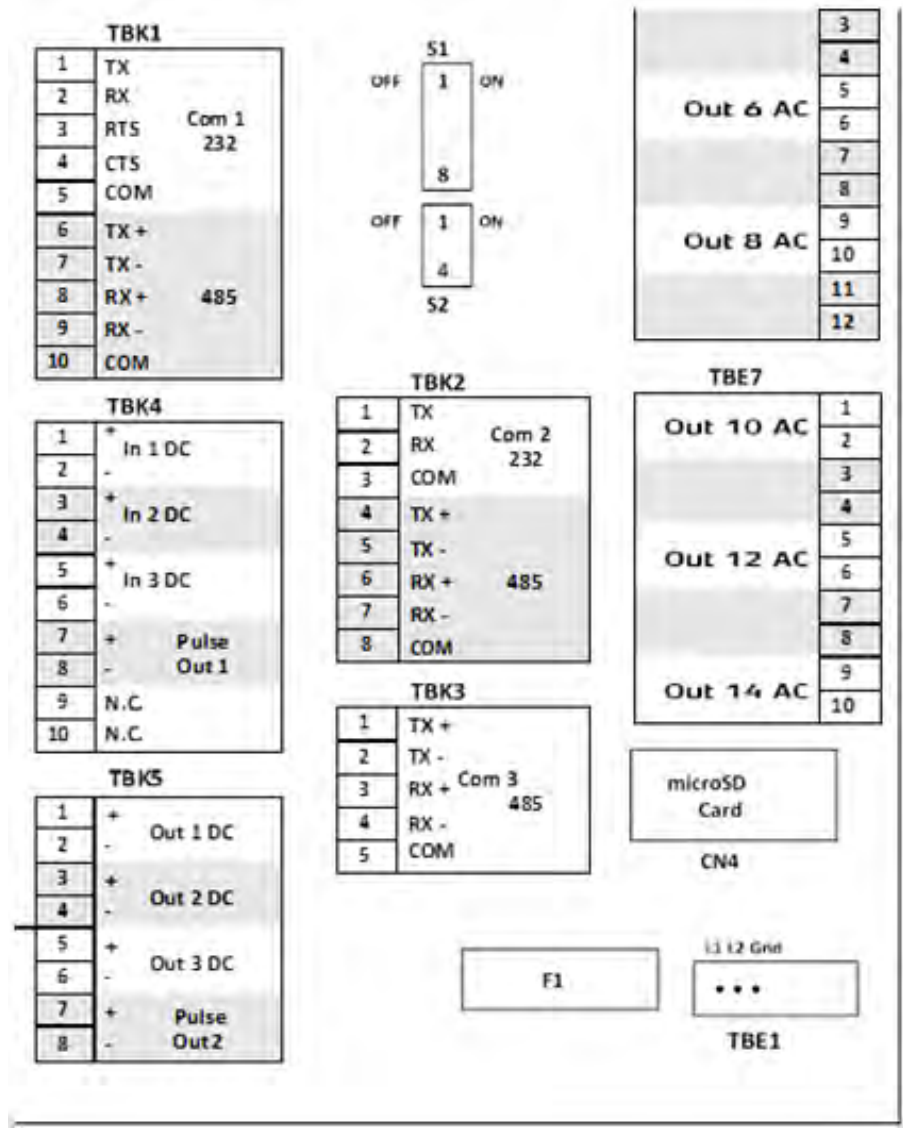 TBK1
1 TX
2 RX
3 RTS
4 CTS
5 COM
Com 1
232
6 TX +
7 TX -
8 RX + 485
9 RX -
10 COM
TBK4
1 + In 1 DC
2 -
3 + In 2 DC
4 -
5 + In 3 DC
6 -
7 + Pulse
8 - Out 1
9 N.C.
10 N.C.
TBK5
1 + Out 1 DC
2 -
3 + Out 2 DC
4 -
5 + Out 3 DC
6 -
7 + Pulse
8 - Out2
S1
OFF 1 ON
8
OFF 1 ON
4
S2
TBK2
1 TX
2 RX
3 COM
Com 2
232
4 TX +
5 TX -
6 RX + 485
7 RX -
8 COM
TBK3
1 TX +
2 TX -
3 RX +
4 RX -
5 COM
Com 3
485
F1
3
4
Out 6 AC 5
6
7
8
Out 8 AC 9
10
11
12
TBE7
Out 10 AC 1
2
3
4
Out 12 AC 5
6
7
8
Out 14 AC 9
10
microSD
Card
CN4
L1 L2 Gnd
TBE1